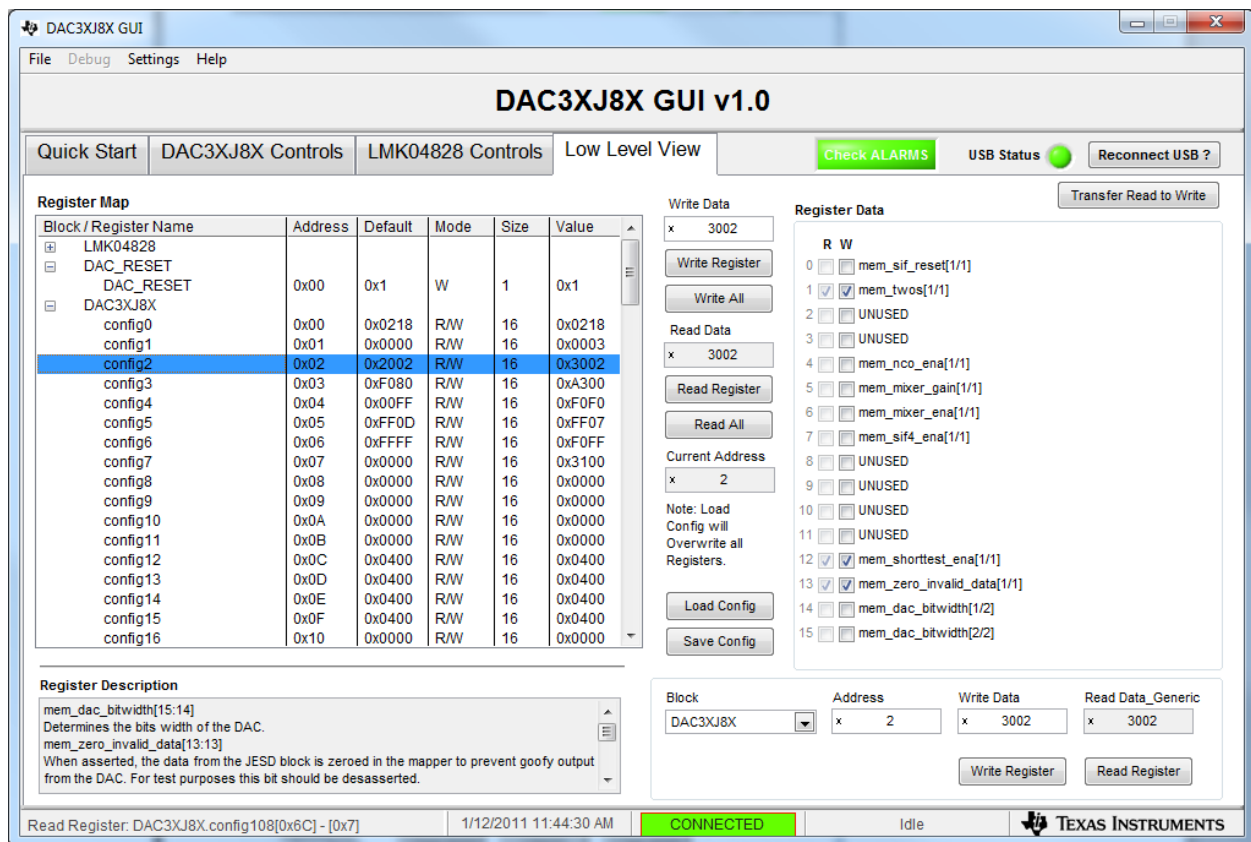 DAC3XJ8X GUI
File Debug Settings Help
DAC3XJ8X GUI v1.0
Quick Start DAC3XJ8X Controls LMK04828 Controls Low Level View
Check ALARMS USB Status Reconnect USB ?
Register Map
Block / Register Name Address Default Mode Size Value
LMK04828
DAC_RESET
DAC_RESET 0x00 0x1 W 1 0x1
DAC3XJ8X
config0 0x00 0x0218 R/W 16 0x0218
config1 0x01 0x0000 R/W 16 0x0003
config2 0x02 0x2002 R/W 16 0x3002
config3 0x03 0xF080 R/W 16 0xA300
config4 0x04 0x00FF R/W 16 0xF0F0
config5 0x05 0xFF0D R/W 16 0xFF07
config6 0x06 0xFFFF R/W 16 0xF0FF
config7 0x07 0x0000 R/W 16 0x3100
config8 0x08 0x0000 R/W 16 0x0000
config9 0x09 0x0000 R/W 16 0x0000
config10 0x0A 0x0000 R/W 16 0x0000
config11 0x0B 0x0000 R/W 16 0x0000
config12 0x0C 0x0400 R/W 16 0x0400
config13 0x0D 0x0400 R/W 16 0x0400
config14 0x0E 0x0400 R/W 16 0x0400
config15 0x0F 0x0400 R/W 16 0x0400
config16 0x10 0x0000 R/W 16 0x0000
Register Description
mem_dac_bitwidth[15:14]
Determines the bits width of the DAC.
mem_zero_invalid_data[13:13]
When asserted, the data from the JESD block is zeroed in the mapper to prevent goofy output
from the DAC. For test purposes this bit should be desasserted.
Write Data
x 3002
Write Register
Write All
Read Data
x 3002
Read Register
Read All
Current Address
x 2
Note: Load
Config will
Overwrite all
Registers.
Load Config
Save Config
Transfer Read to Write
Register Data
R W
0 mem_sif_reset[1/1]
1 mem_twos[1/1]
2 UNUSED
3 UNUSED
4 mem_nco_ena[1/1]
5 mem_mixer_gain[1/1]
6 mem_mixer_ena[1/1]
7 mem_sif4_ena[1/1]
8 UNUSED
9 UNUSED
10 UNUSED
11 UNUSED
12 mem_shorttest_ena[1/1]
13 mem_zero_invalid_data[1/1]
14 mem_dac_bitwidth[1/2]
15 mem_dac_bitwidth[2/2]
Block Address Write Data Read Data_Generic
DAC3XJ8X x 2 x 3002 x 3002
Write Register Read Register
Read Register: DAC3XJ8X.config108[0x6C] - [0x7] 1/12/2011 11:44:30 AM CONNECTED Idle TEXAS INSTRUMENTS